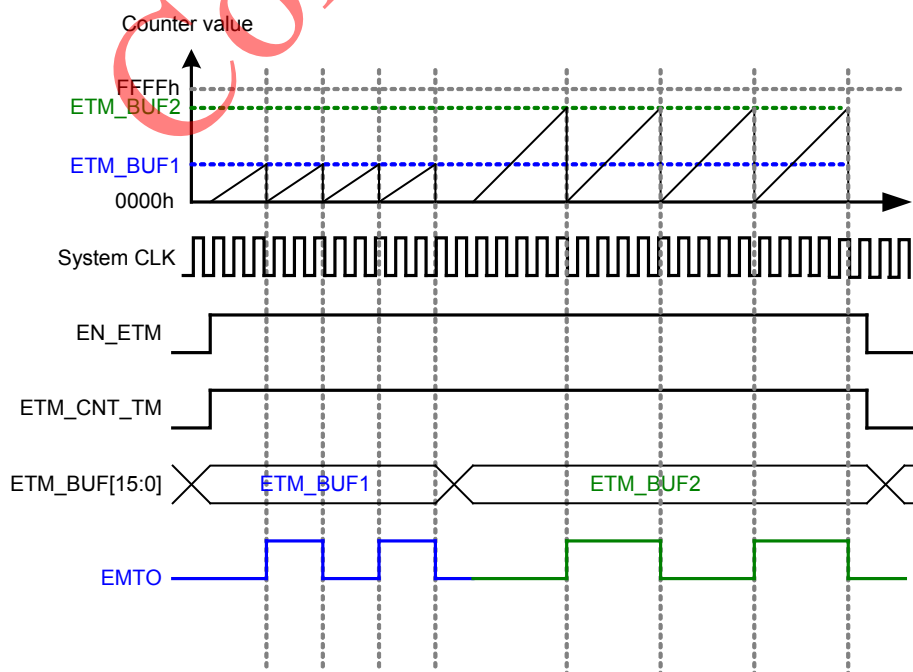 Counter value
FFFFh
ETM_BUF2
ETM_BUF1
0000h
System CLK
EN_ETM
ETM_CNT_TM
ETM_BUF[15:0] ETM_BUF1 ETM_BUF2
EMTO